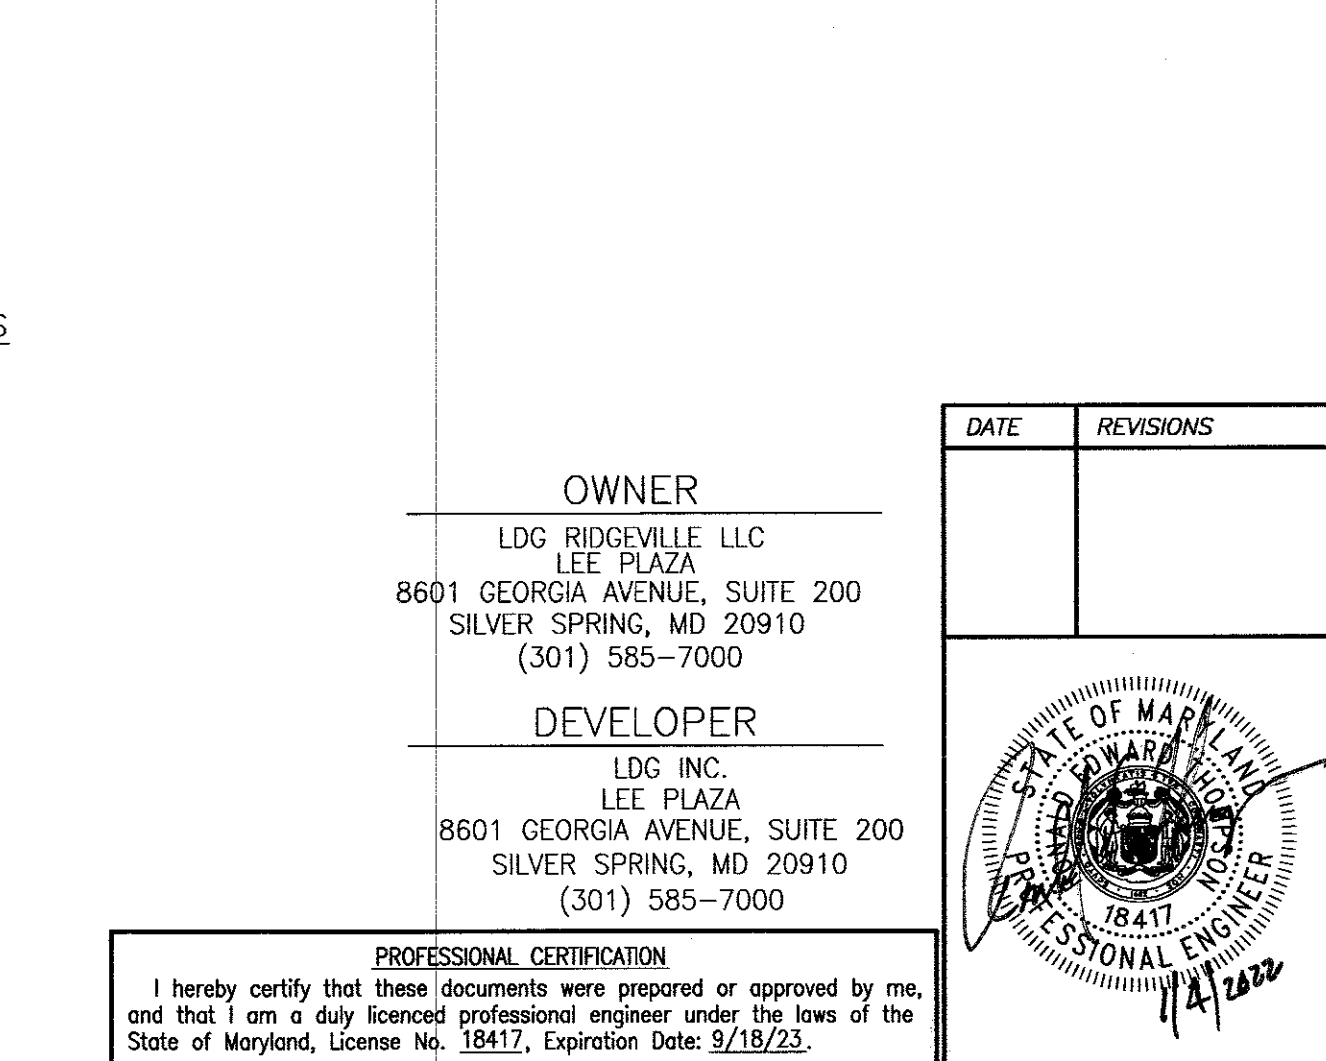 S
OWNER
LDG RIDGEVILLE LLC
LEE PLAZA
8601 GEORGIA AVENUE, SUITE 200
SILVER SPRING, MD 20910
(301) 585-7000
DEVELOPER
LDG INC.
LEE PLAZA
8601 GEORGIA AVENUE, SUITE 200
SILVER SPRING, MD 20910
(301) 585-7000
PROFESSIONAL CERTIFICATION
I hereby certify that these documents were prepared or approved by me,
and that I am a duly licenced professional engineer under the laws of the
State of Maryland, License No. 18417, Expiration Date: 9/18/23.
DATE REVISIONS
STATE OF MARYLAND
EDWARD
18417
PROFESSIONAL ENGINEER
1/4/2022